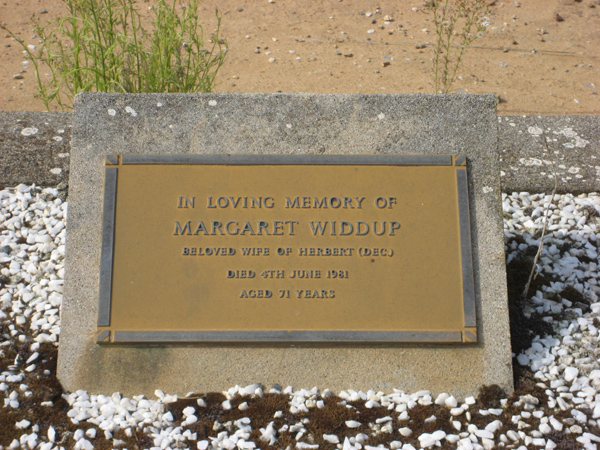 IN LOVING MEMORY OF
MARGARET WIDDUP
BELOVED WIFE OF HERBERT (DEC.)
DIED 4TH JUNE 1981
AGED 71 YEARS